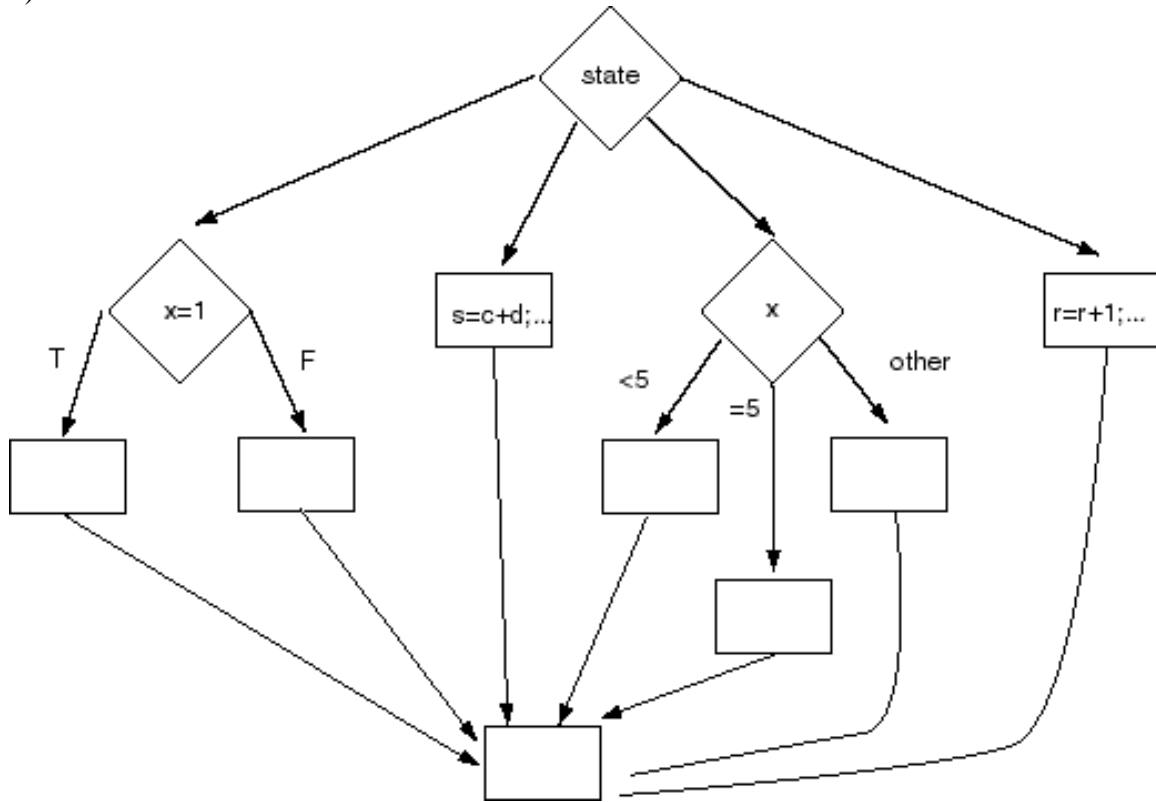 )
state
x=1
s=c+d;...
x
r=r+1;...
T
F
<5
=5
other